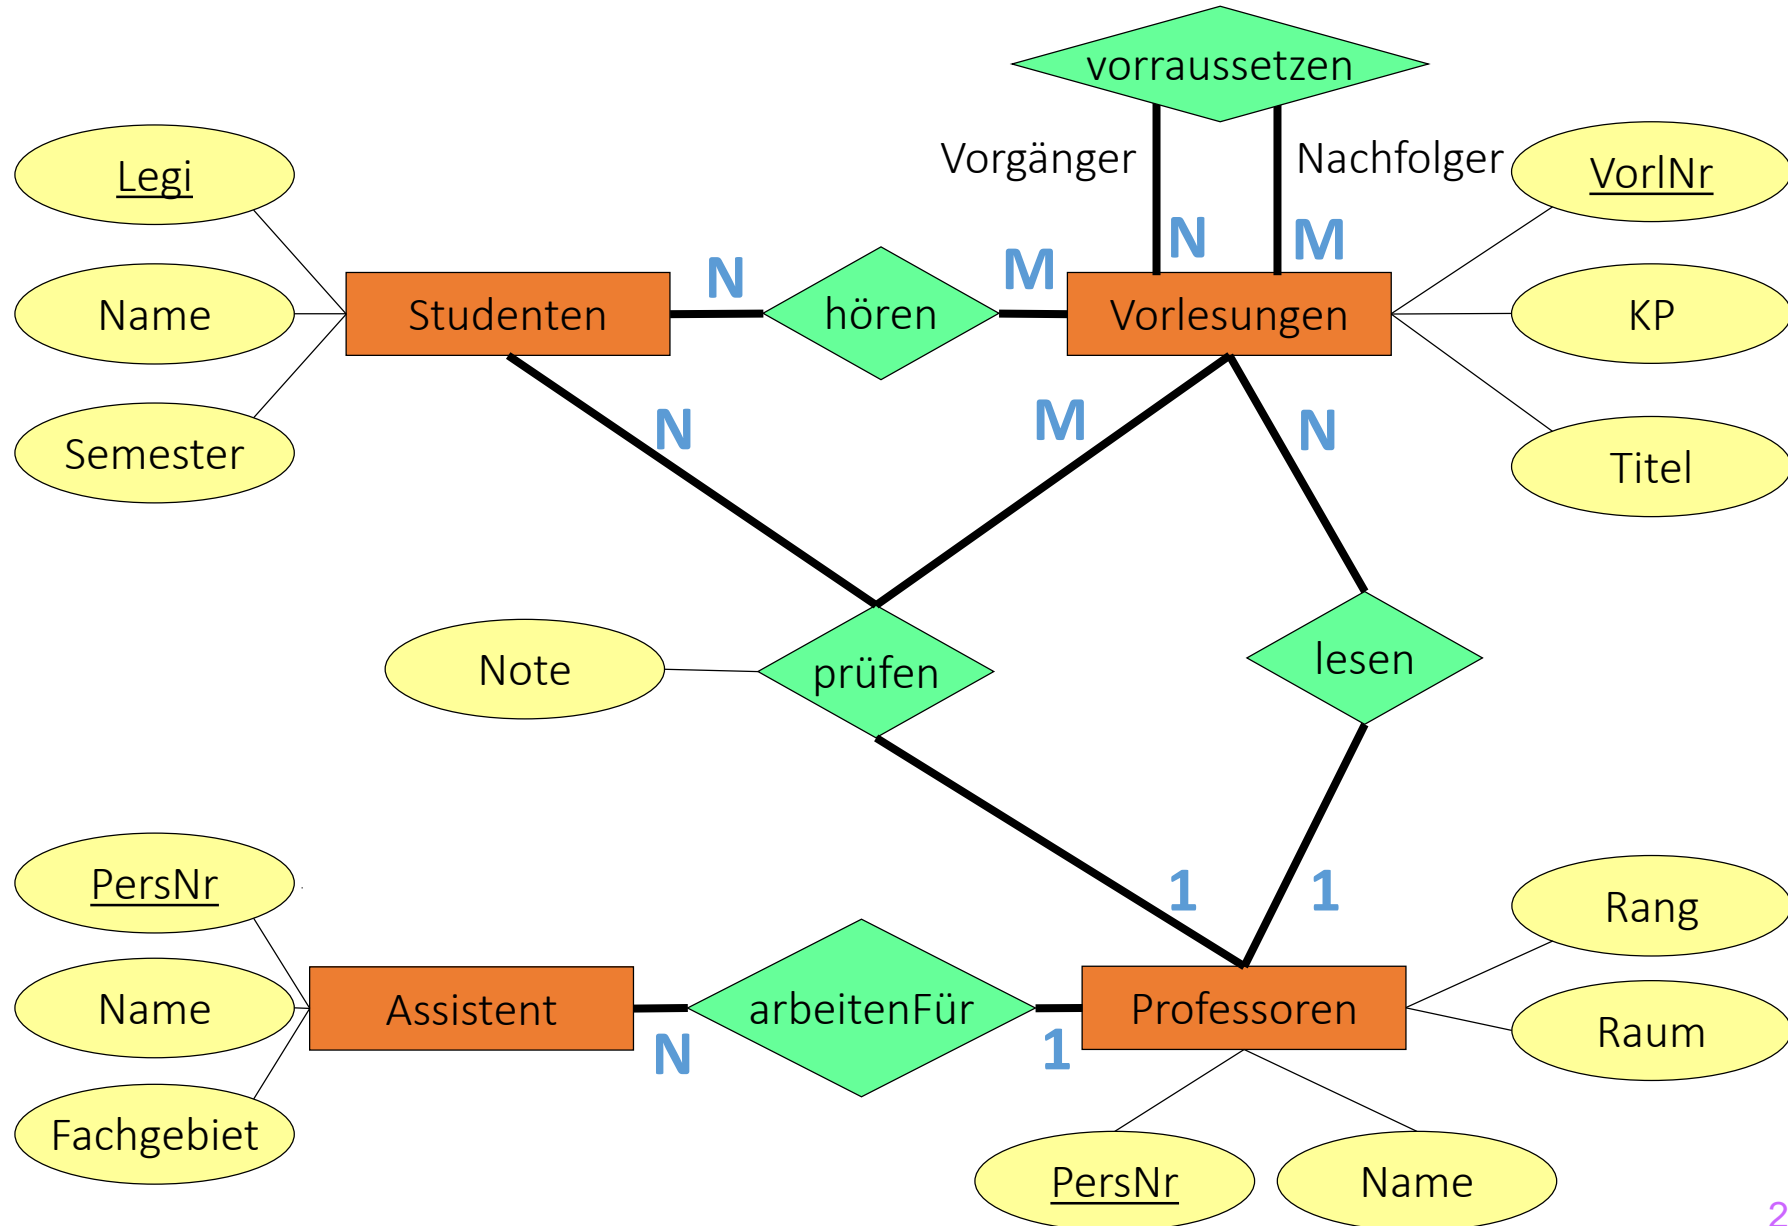 vorraussetzen
Vorgänger
Nachfolger
Legi
VorlNr
N
M
N
M
Name
Studenten
hören
Vorlesungen
KP
N
M
N
Semester
Titel
Note
prüfen
lesen
PersNr
1
1
Rang
Name
Assistent
arbeitenFür
Professoren
Raum
N
1
Fachgebiet
PersNr
Name
2